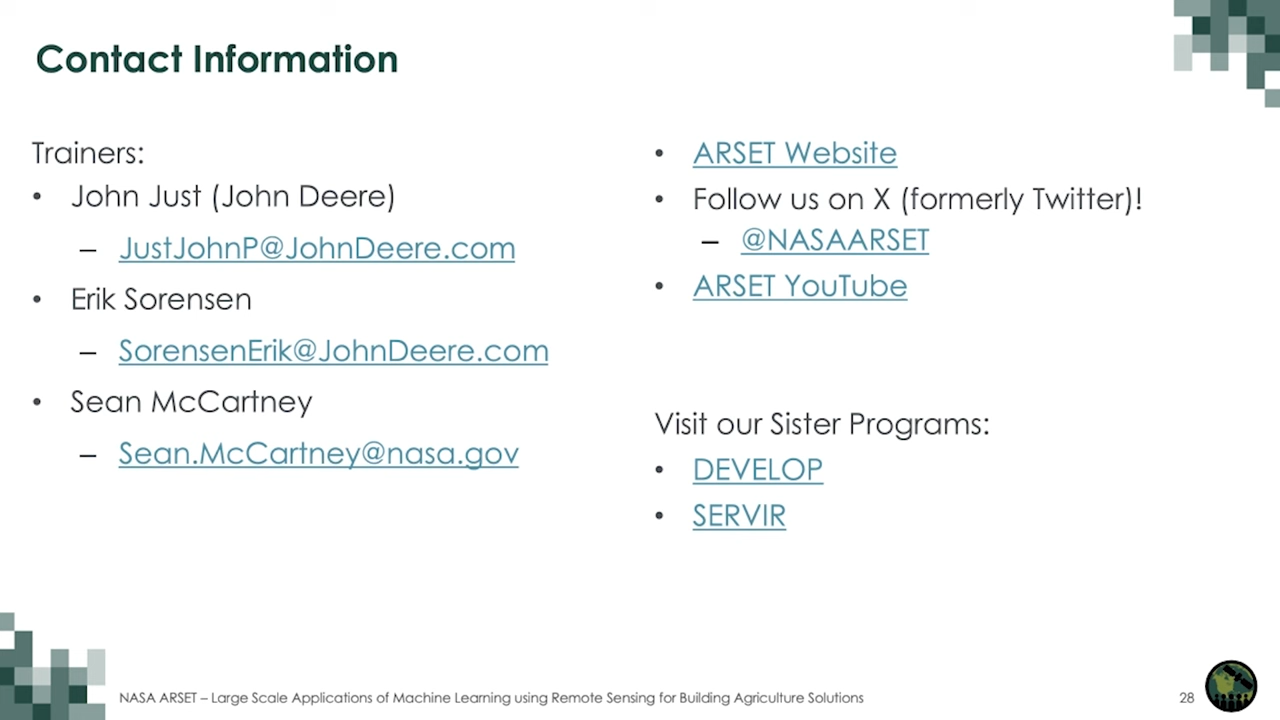 Contact Information
Trainers:
• John Just (John Deere)
– JustJohnP@JohnDeere.com
• Erik Sorensen
– SorensenErik@JohnDeere.com
• Sean McCartney
– Sean.McCartney@nasa.gov
• ARSET Website
• Follow us on X (formerly Twitter)!
– @NASAARSET
• ARSET YouTube
Visit our Sister Programs:
• DEVELOP
• SERVIR
NASA ARSET – Large Scale Applications of Machine Learning using Remote Sensing for Building Agriculture Solutions
28